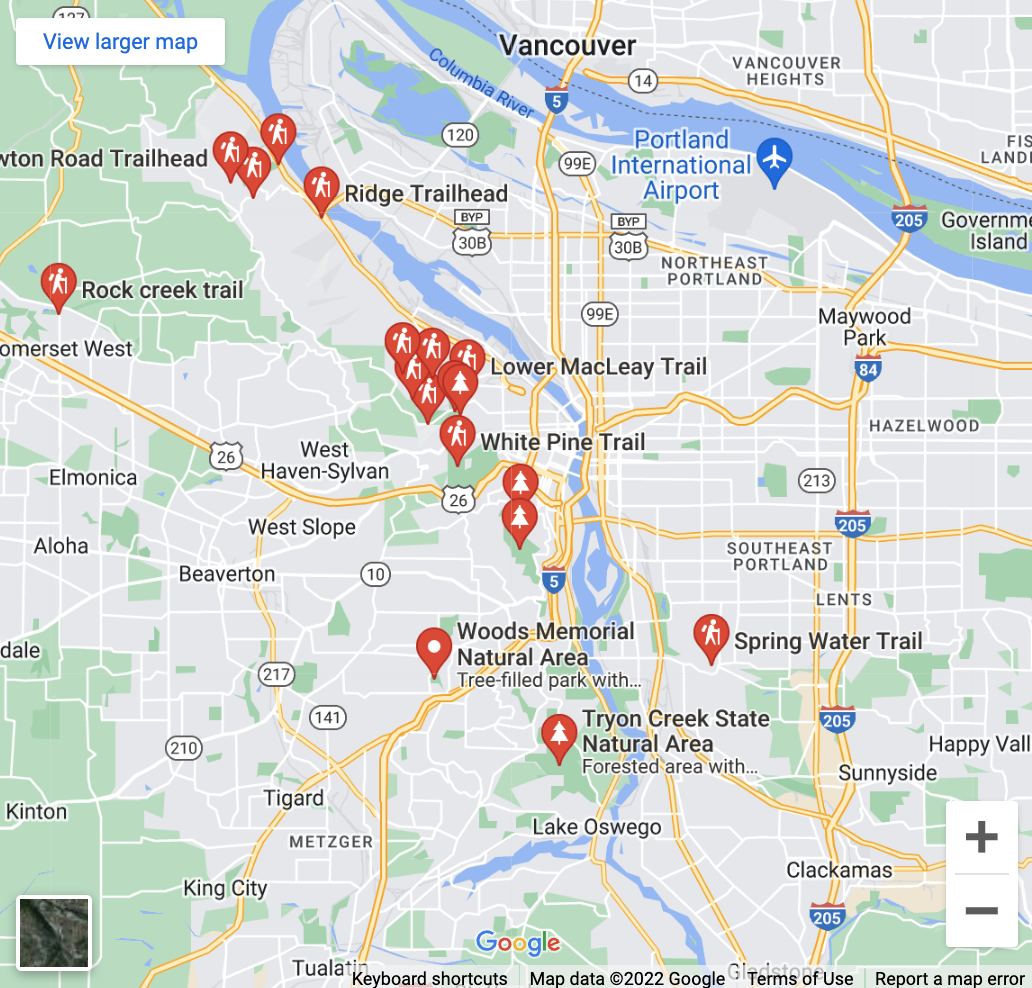 127
View larger map
Vancouver
VANCOUVER
HEIGHTS
14
Columbia River
5
120
99E
Portland
International
Airport
wton Road Trailhead
Ridge Trailhead
BYP
30B
BYP
30B
205
Governme
Island
NORTHEAST
PORTLAND
Rock creek trail
99E
Maywood
Park
omerset West
84
Lower MacLeay Trail
HAZELWOOD
White Pine Trail
West
Haven-Sylvan
26
Elmonica
213
26
West Slope
205
Aloha
SOUTHEAST
PORTLAND
Beaverton
10
5
LENTS
Woods Memorial
Natural Area
Tree-filled park with...
Spring Water Trail
dale
217
141
Tryon Creek State
Natural Area
Forested area with...
205
210
Happy Vall
Sunnyside
Tigard
Kinton
Lake Oswego
METZGER
Clackamas
King City
205
Google
Tualatin
Gladstone
Keyboard shortcuts
Map data ©2022 Google
Terms of Use
Report a map error